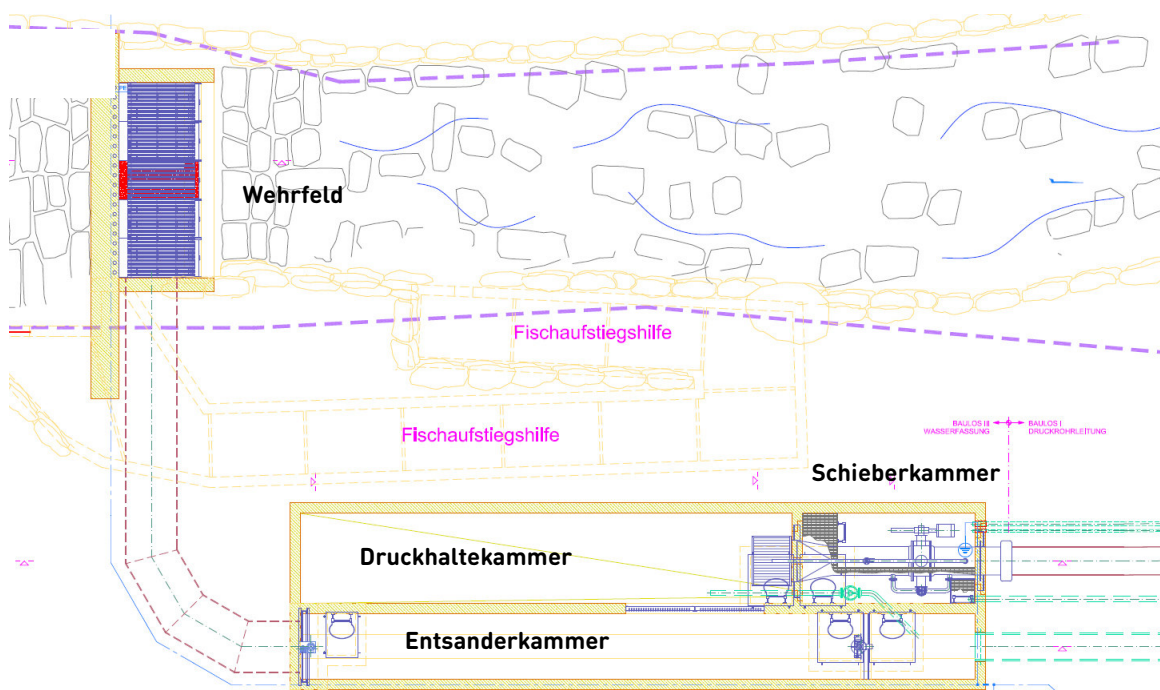 Wehrfeld
Fischaufstiegshilfe
Fischaufstiegshilfe
BAULOS III
WASSERFASSUNG
BAULOS I
DRUCKROHRLEITUNG
Schieberkammer
Druckhaltekammer
Entsanderkammer